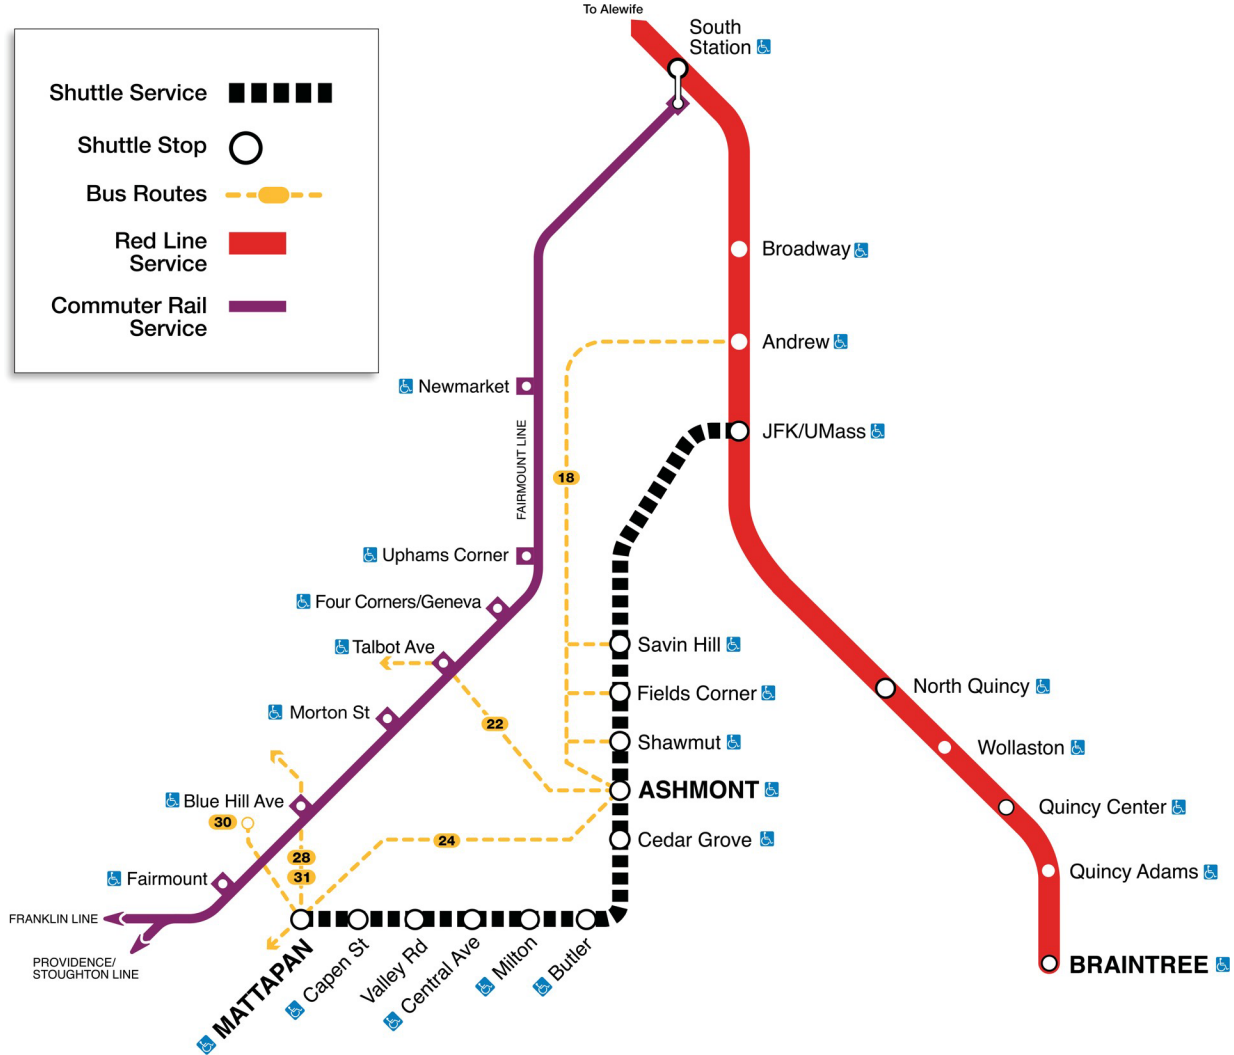 To Alewife
South
Station
Shuttle Service
Shuttle Stop
Bus Routes
Red Line
Service
Commuter Rail
Service
Broadway
Andrew
Newmarket
JFK/UMass
FAIRMOUNT LINE
18
Uphams Corner
Four Corners/Geneva
Talbot Ave
Savin Hill
Fields Corner
North Quincy
Morton St
22
Shawmut
Wollaston
ASHMONT
Blue Hill Ave
Quincy Center
30
24
Cedar Grove
28
31
Quincy Adams
Fairmount
FRANKLIN LINE
PROVIDENCE/
STOUGHTON LINE
MATTAPAN
Capen St
Valley Rd
Central Ave
Milton
Butler
BRAINTREE